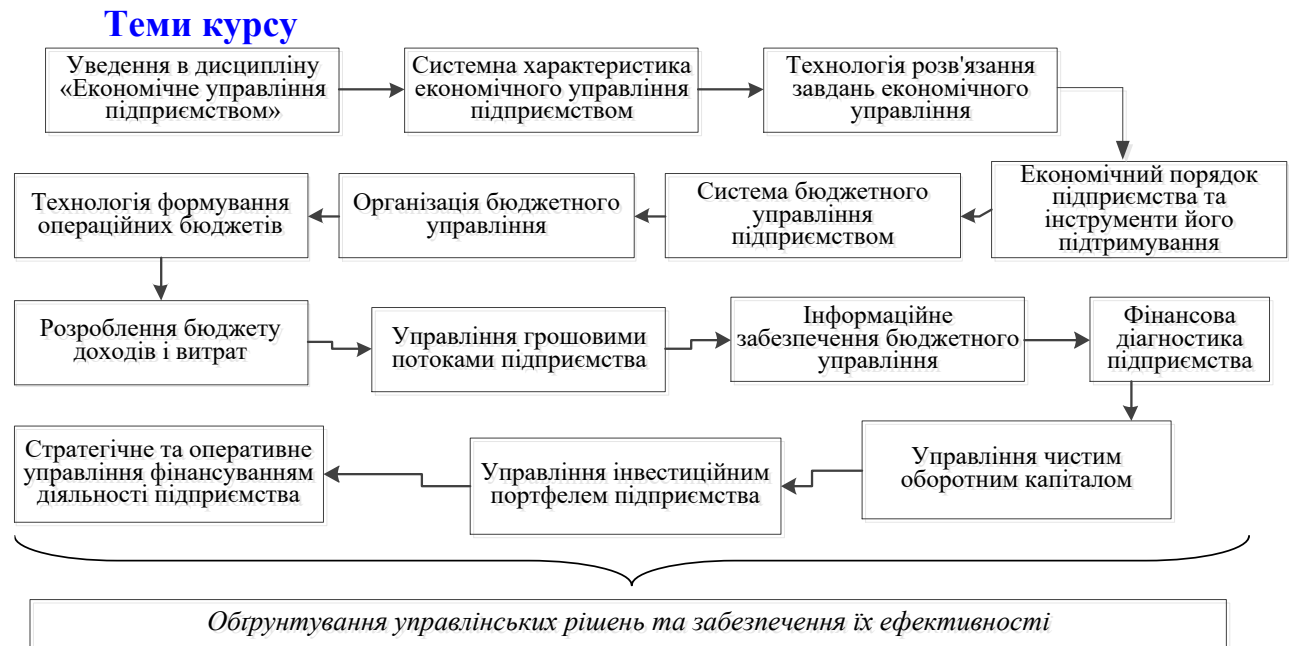 Теми курсу
Уведення в дисципліну
«Економічне управління
підприємством»
Системна характеристика
економічного управління
підприємством
Технологія розв'язання
завдань економічного
управління
Економічний порядок
підприємства та
інструменти його
підтримування
Система бюджетного
управління
підприємством
Організація бюджетного
управління
Технологія формування
операційних бюджетів
Розроблення бюджету
доходів і витрат
Управління грошовими
потоками підприємства
Інформаційне
забезпечення бюджетного
управління
Фінансова
діагностика
підприємства
Управління чистим
оборотним капіталом
Управління інвестиційним
портфелем підприємства
Стратегічне та оперативне
управління фінансуванням
діяльності підприємства
Обґрунтування управлінських рішень та забезпечення їх ефективності